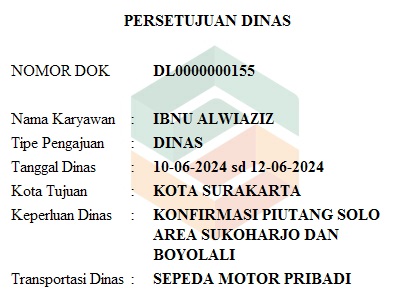 PERSETUJUAN DINAS
NOMOR DOK DL0000000155
Nama Karyawan : IBNU ALWIAZIZ
Tipe Pengajuan : DINAS
Tanggal Dinas : 10-06-2024 sd 12-06-2024
Kota Tujuan : KOTA SURAKARTA
Keperluan Dinas : KONFIRMASI PIUTANG SOLO
AREA SUKOHARJO DAN
BOYOLALI
Transportasi Dinas : SEPEDA MOTOR PRIBADI